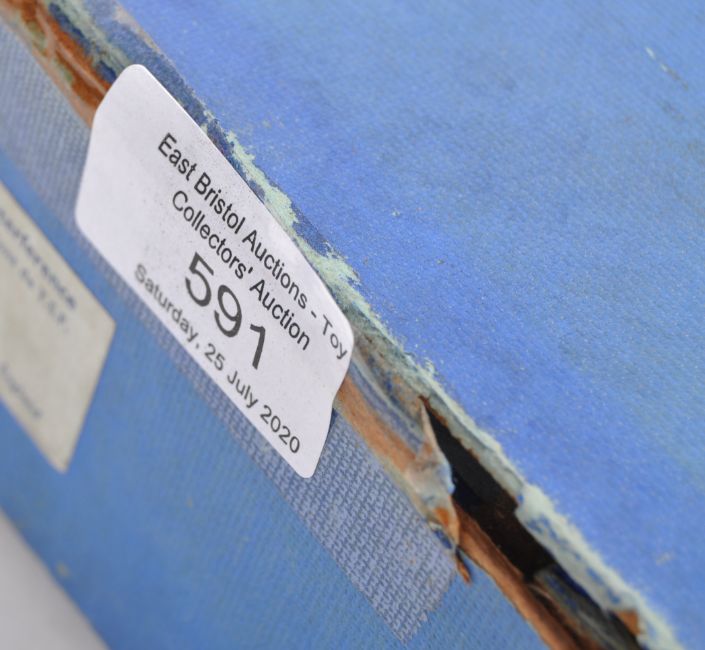 East Bristol Auctions - Toy
Collectors' Auction
591
Saturday, 25 July 2020